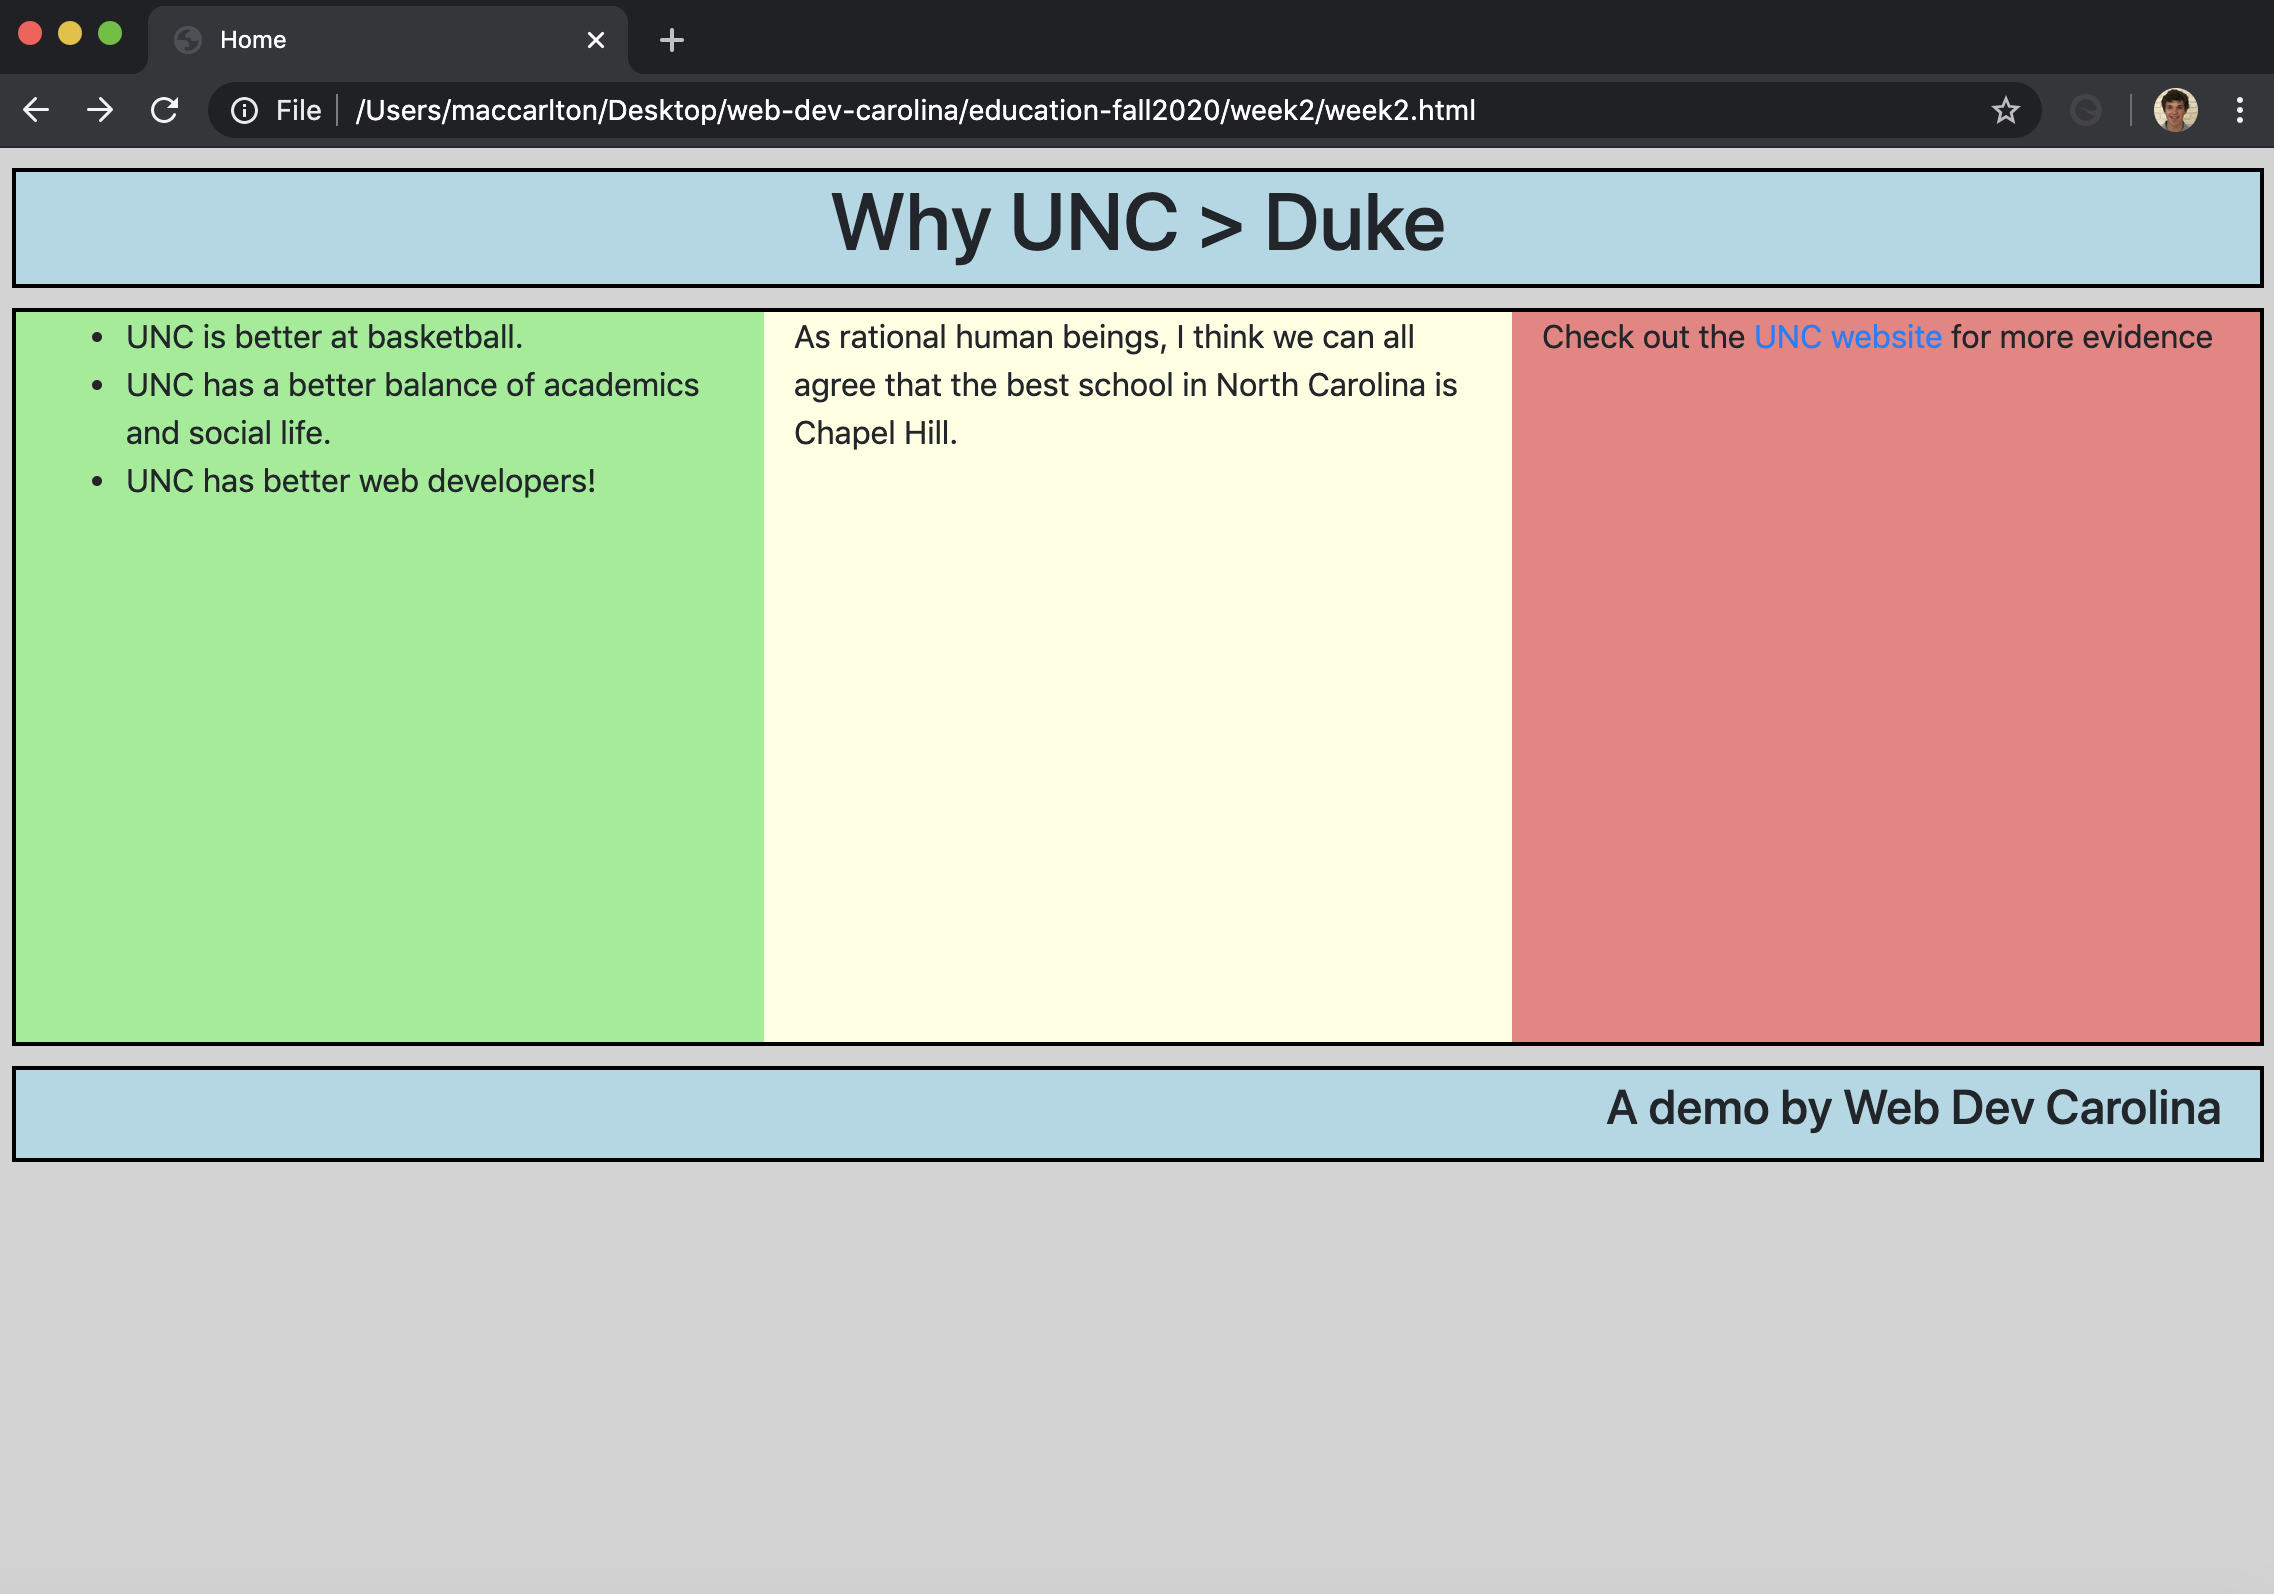 Home
File
/Users/maccarlton/Desktop/web-dev-carolina/education-fall2020/week2/week2.html
Why UNC > Duke
• UNC is better at basketball.
• UNC has a better balance of academics
and social life.
• UNC has better web developers!
As rational human beings, I think we can all
agree that the best school in North Carolina is
Chapel Hill.
Check out the UNC website for more evidence
A demo by Web Dev Carolina